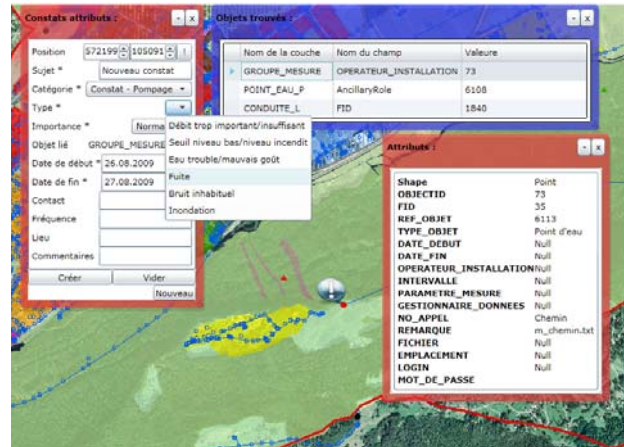 Constats attributs :
- x
Position 572199 105091 !
Sujet * Nouveau constat
Catégorie * Constat - Pompage
Type *
Importance * Norma
Objet lié GROUPE_MESURE
Date de début * 26.08.2009
Date de fin * 27.08.2009
Contact
Fréquence
Lieu
Commentaires
Créer Vider
Nouveau
Débit trop important/insuffisant
Seuil niveau bas/niveau incendit
Eau trouble/mauvais goût
Fuite
Bruit inhabituel
Inondation
Objets trouvés :
- x
Nom de la couche Nom du champ Valeure
GROUPE_MESURE OPERATEUR_INSTALLATION 73
POINT_EAU_P AncillaryRole 6108
CONDUITE_L FID 1840
Attributs :
- x
Shape Point
OBJECTID 73
FID 35
REF_OBJET 6113
TYPE_OBJET Point d'eau
DATE_DEBUT Null
DATE_FIN Null
OPERATEUR_INSTALLATION Null
INTERVALLE Null
PARAMETRE_MESURE Null
GESTIONNAIRE_DONNEES Null
NO_APPEL Chemin
REMARQUE m_chemin.txt
FICHIER Null
EMPLACEMENT Null
LOGIN Null
MOT_DE_PASSE